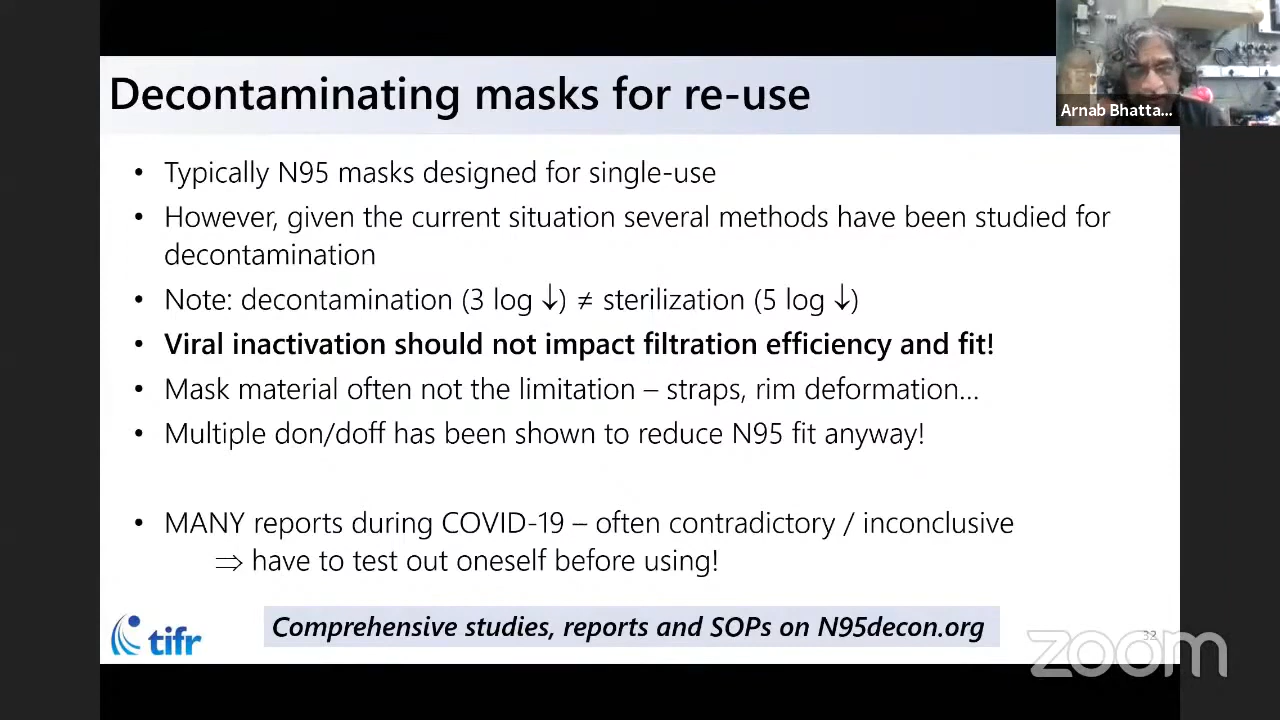 Decontaminating masks for re-use
Arnab Bhatta...
• Typically N95 masks designed for single-use
• However, given the current situation several methods have been studied for
decontamination
• Note: decontamination (3 log ↓) ≠ sterilization (5 log ↓)
• Viral inactivation should not impact filtration efficiency and fit!
• Mask material often not the limitation – straps, rim deformation...
• Multiple don/doff has been shown to reduce N95 fit anyway!
• MANY reports during COVID-19 – often contradictory / inconclusive
⇒ have to test out oneself before using!
tifr
Comprehensive studies, reports and SOPs on N95decon.org
32
zoom